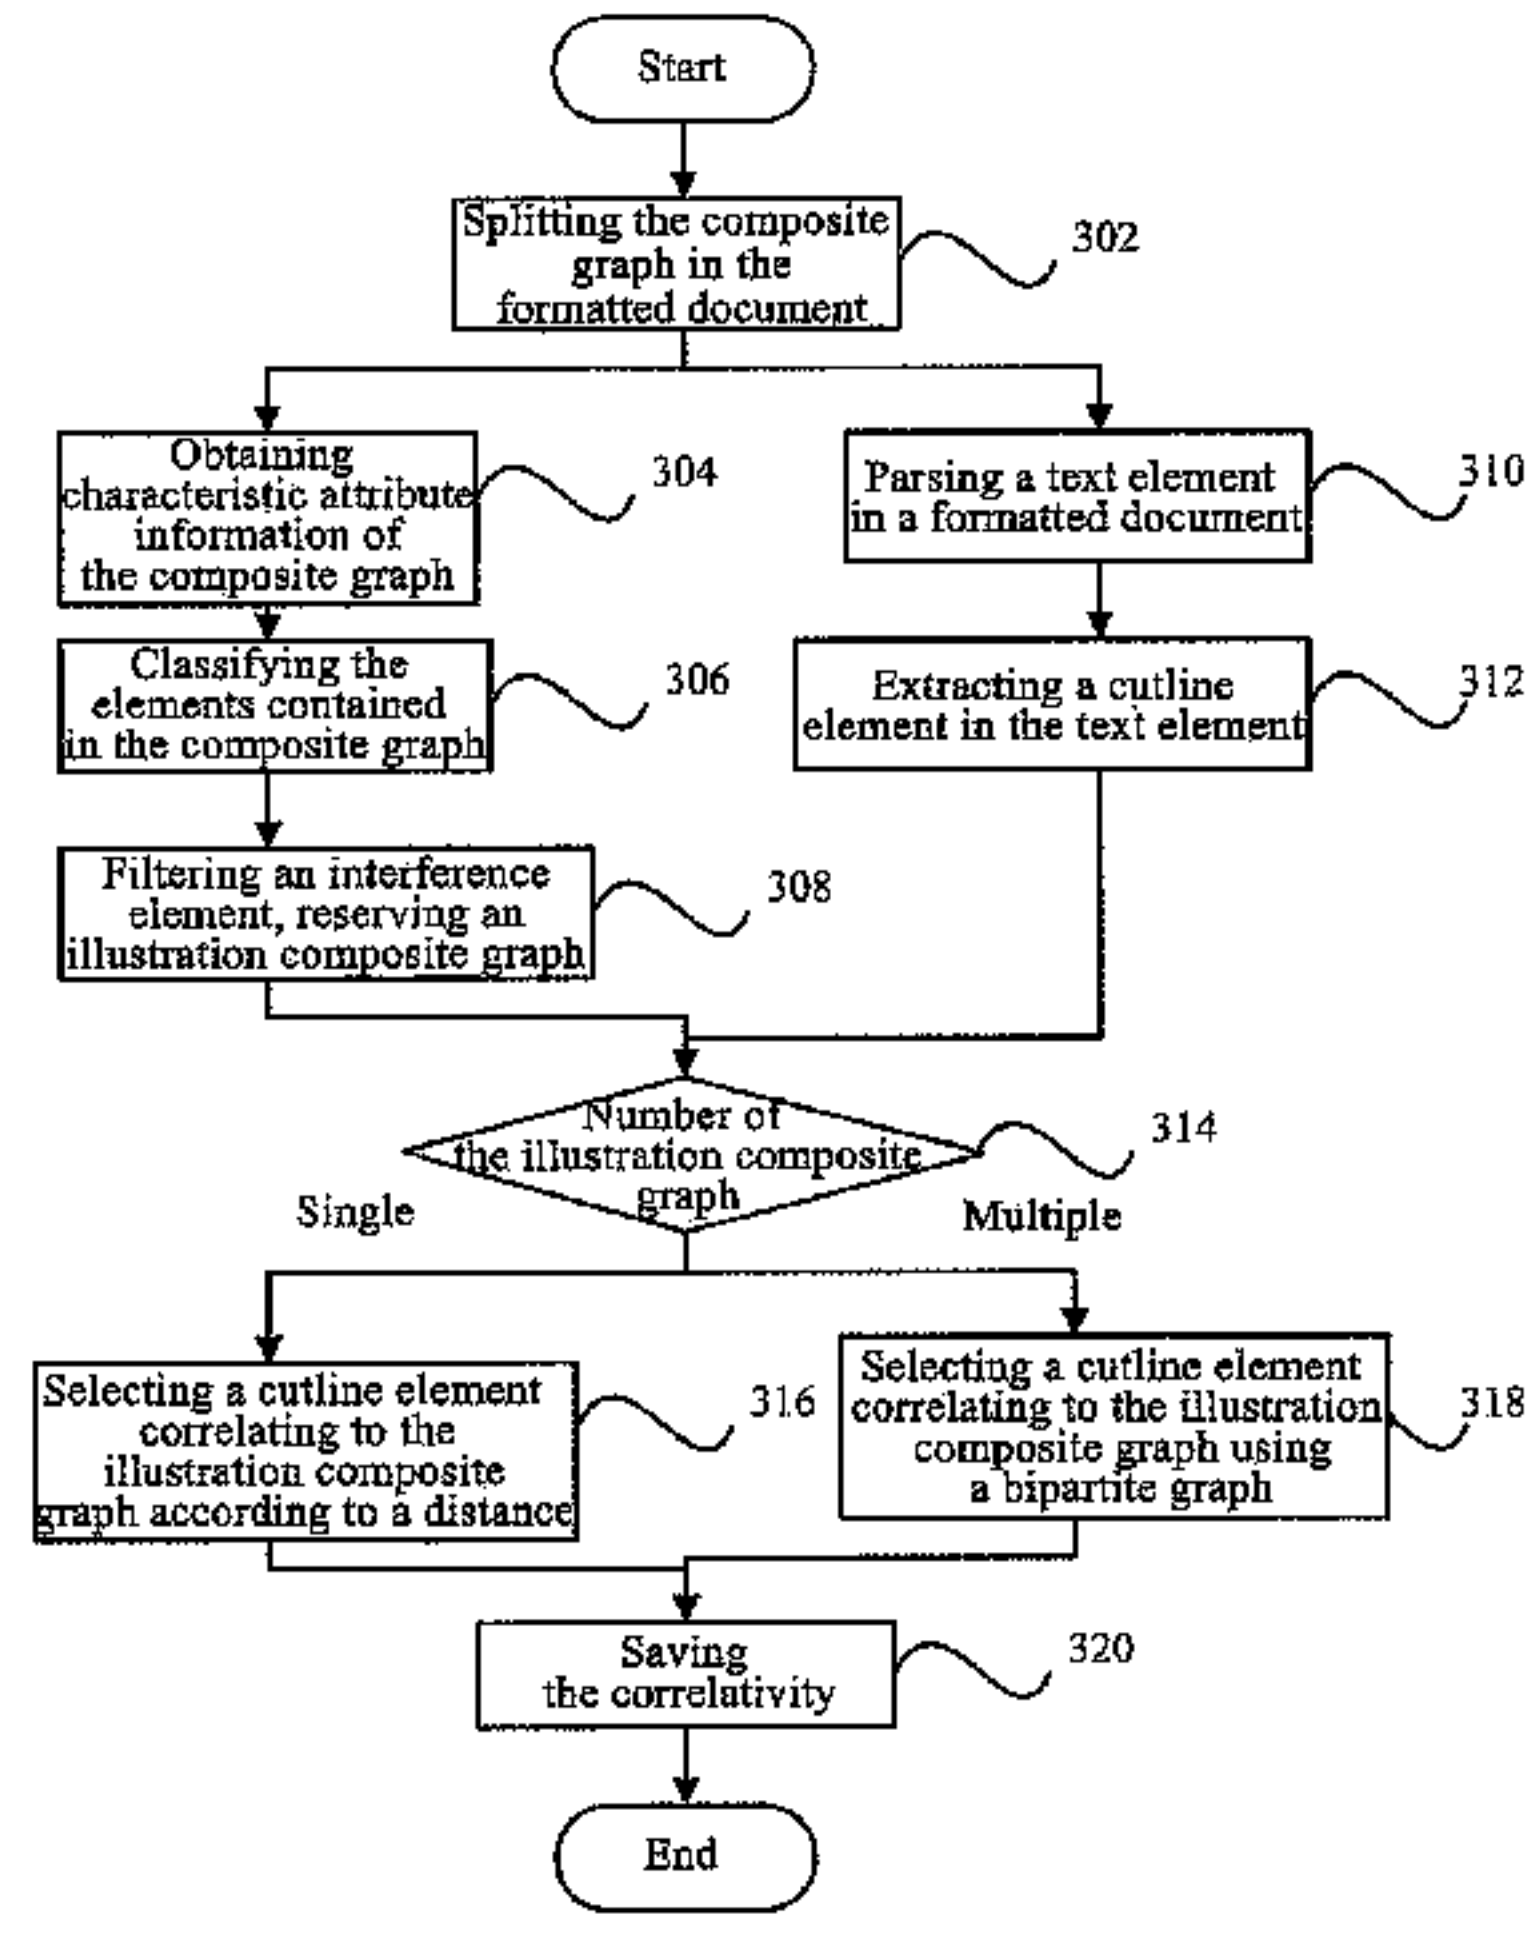 Start
Splitting the composite
graph in the
formatted document
302
Obtaining
characteristic attribute
information of
the composite graph
304
Parsing a text element
in a formatted document
310
Classifying the
elements contained
in the composite graph
306
Extracting a cutline
element in the text element
312
Filtering an interference
element, reserving an
illustration composite graph
308
Number of
the illustration composite
graph
314
Single
Multiple
Selecting a cutline element
correlating to the
illustration composite
graph according to a distance
316
Selecting a cutline element
correlating to the illustration
composite graph using
a bipartite graph
318
Saving
the correlativity
320
End